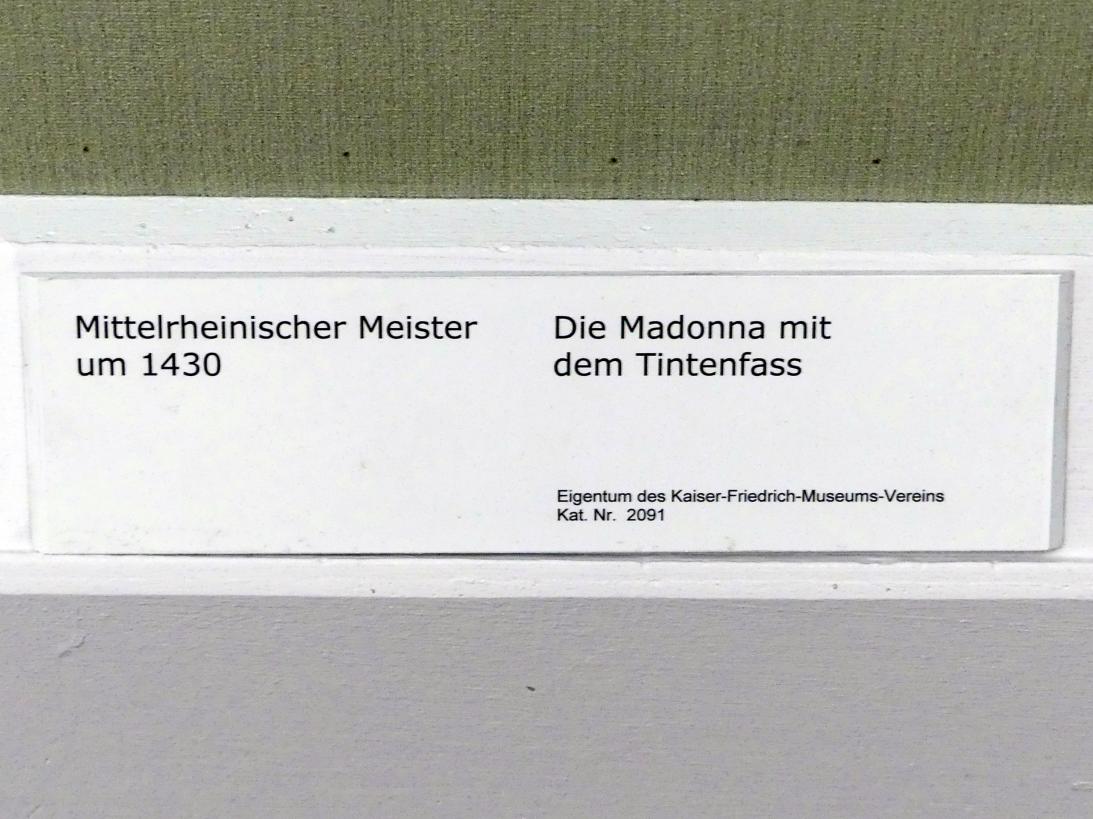 Mittelrheinischer Meister
um 1430
Die Madonna mit
dem Tintenfass
Eigentum des Kaiser-Friedrich-Museums-Vereins
Kat. Nr. 2091